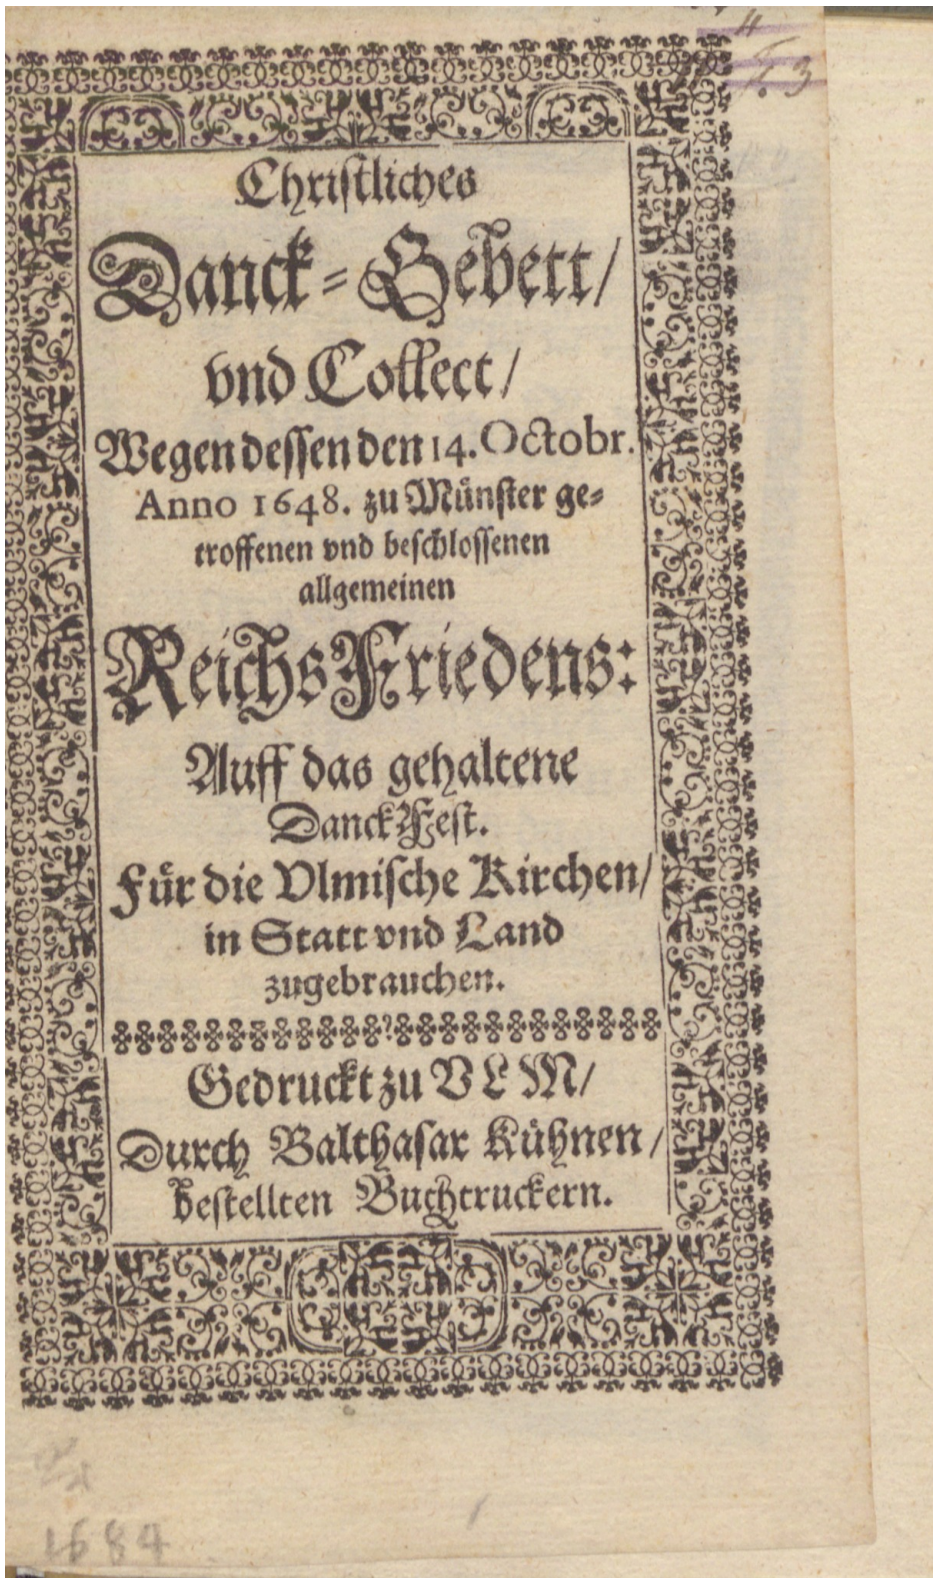 Christliches
Danck-Gebett/
vnd Collect/
Wegen dessen den 14. Octobr.
Anno 1648. zu Münster ge-
troffenen vnd beschlossenen
allgemeinen
ReichsFriedens:
Auff das gehaltene
DanckFest.
Für die Vlmische Kirchen/
in Statt vnd Land
zugebrauchen.
Gedruckt zu VLM/
Durch Balthasar Kühnen/
bestellten Buchtruckern.
1684